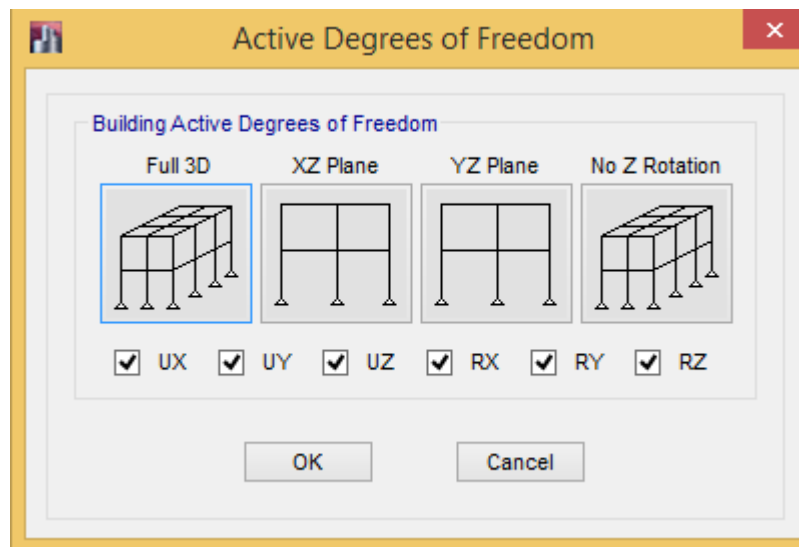 Active Degrees of Freedom
Building Active Degrees of Freedom
Full 3D XZ Plane YZ Plane No Z Rotation
UX UY UZ RX RY RZ
OK Cancel